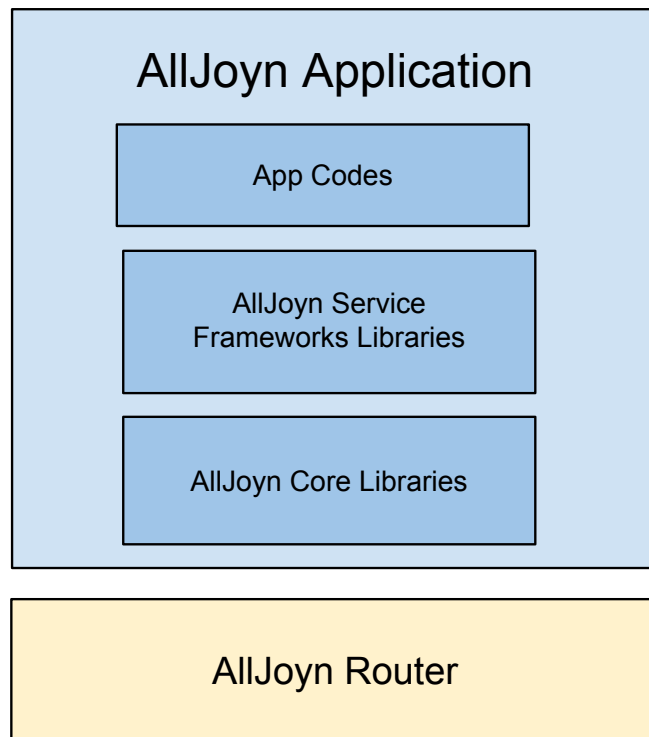 AllJoyn Application
App Codes
AllJoyn Service
Frameworks Libraries
AllJoyn Core Libraries
AllJoyn Router